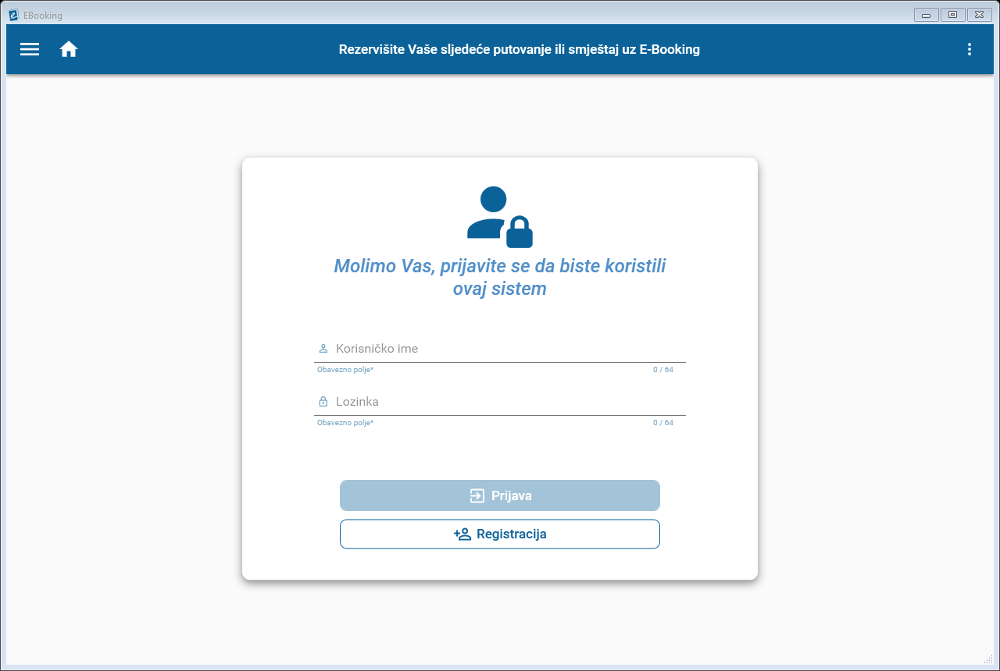 EBooking
Rezervišite Vaše sljedeće putovanje ili smještaj uz E-Booking
Molimo Vas, prijavite se da biste koristili
ovaj sistem
Korisničko ime
Obavezno polje* 0 / 64
Lozinka
Obavezno polje* 0 / 64
Prijava
Registracija